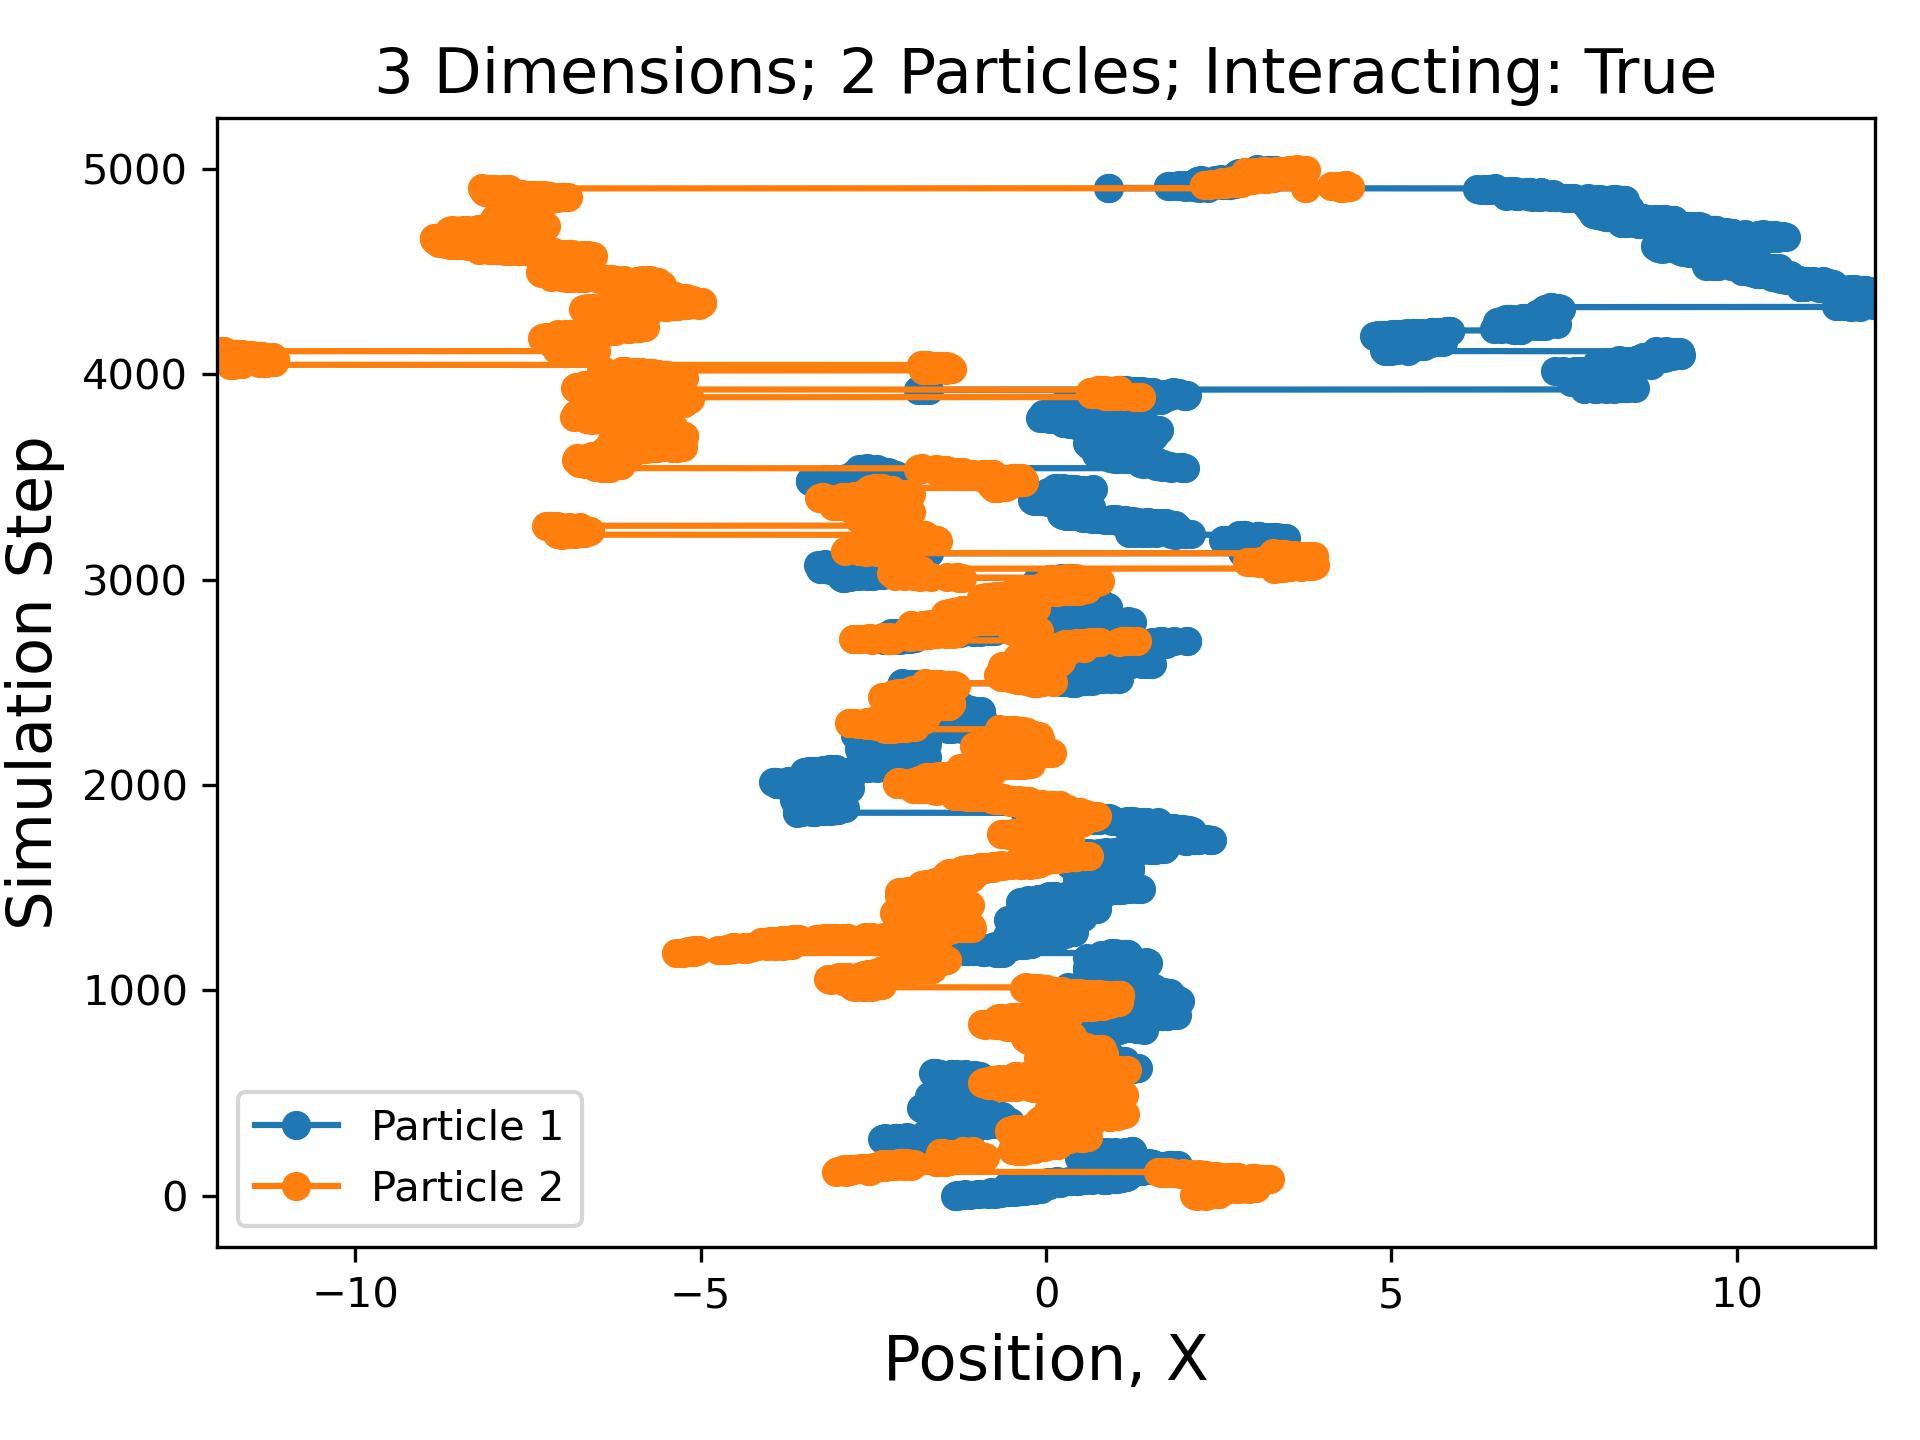 3 Dimensions; 2 Particles; Interacting: True
Simulation Step
5000
4000
3000
2000
1000
0
Particle 1
Particle 2
−10
−5
0
5
10
Position, X